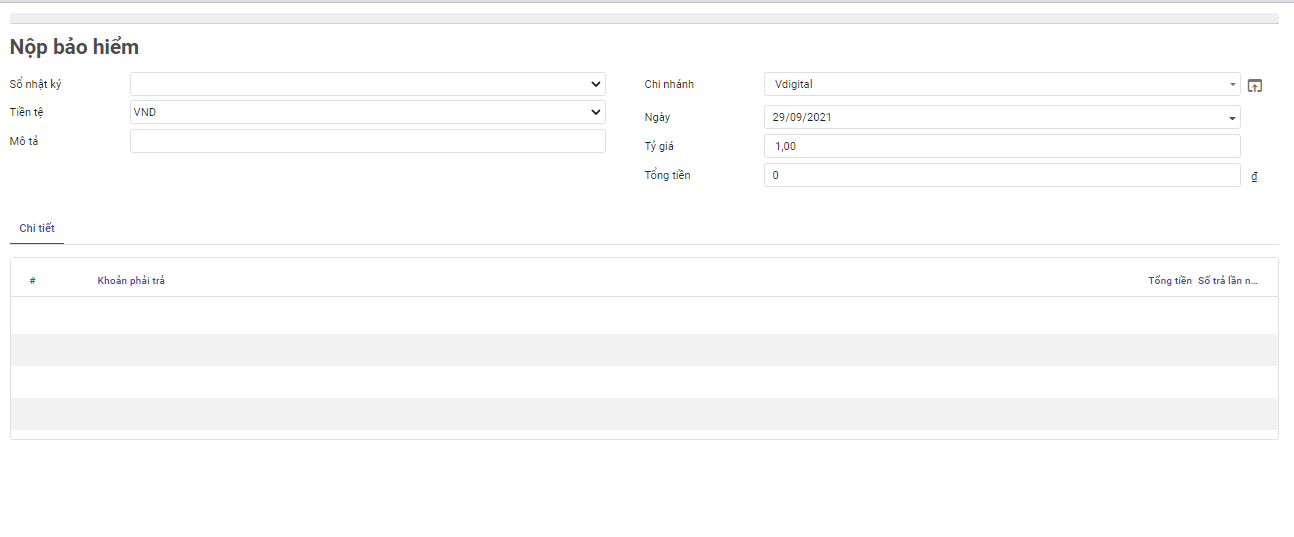 Nộp bảo hiểm
Sổ nhật ký
Chi nhánh Vdigital
Tiền tệ VND
Ngày 29/09/2021
Mô tả
Tỷ giá 1,00
Tổng tiền 0 ₫
Chi tiết
# Khoản phải trả Tổng tiền Số trả lần n...